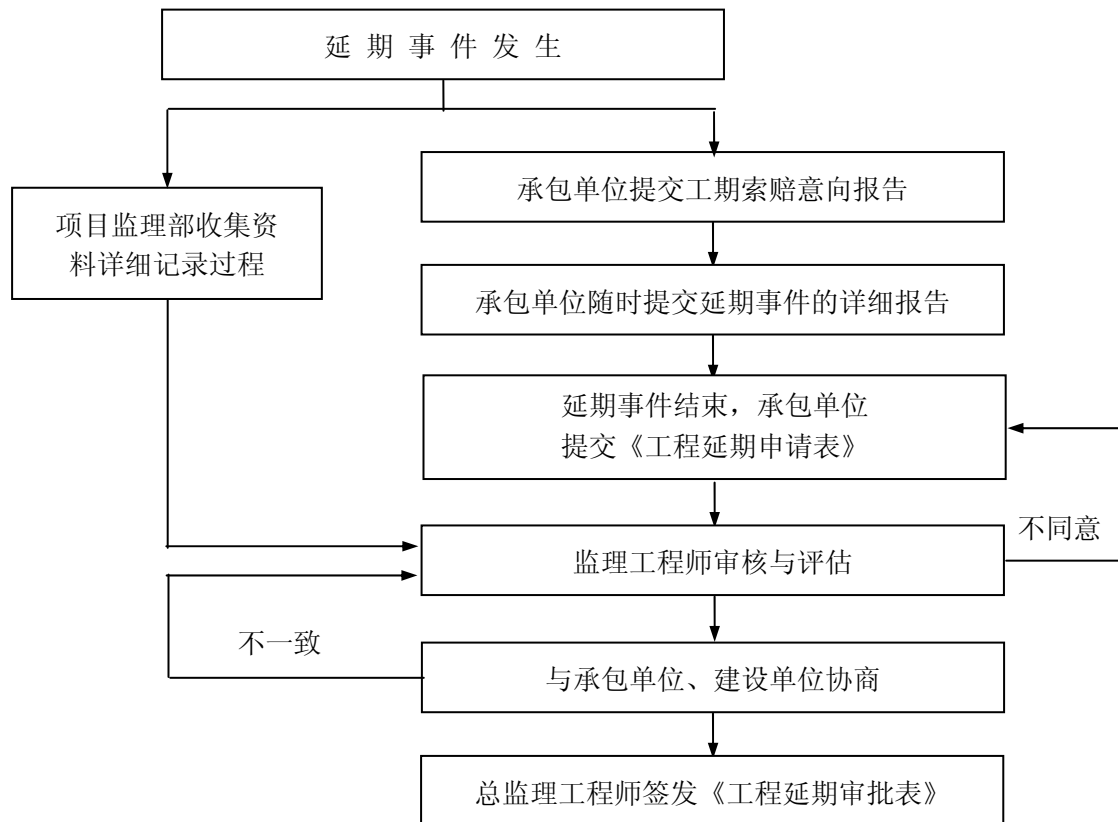 延 期 事 件 发 生
承包单位提交工期索赔意向报告
项目监理部收集资
料详细记录过程
承包单位随时提交延期事件的详细报告
延期事件结束，承包单位
提交《工程延期申请表》
不同意
监理工程师审核与评估
不一致
与承包单位、建设单位协商
总监理工程师签发《工程延期审批表》